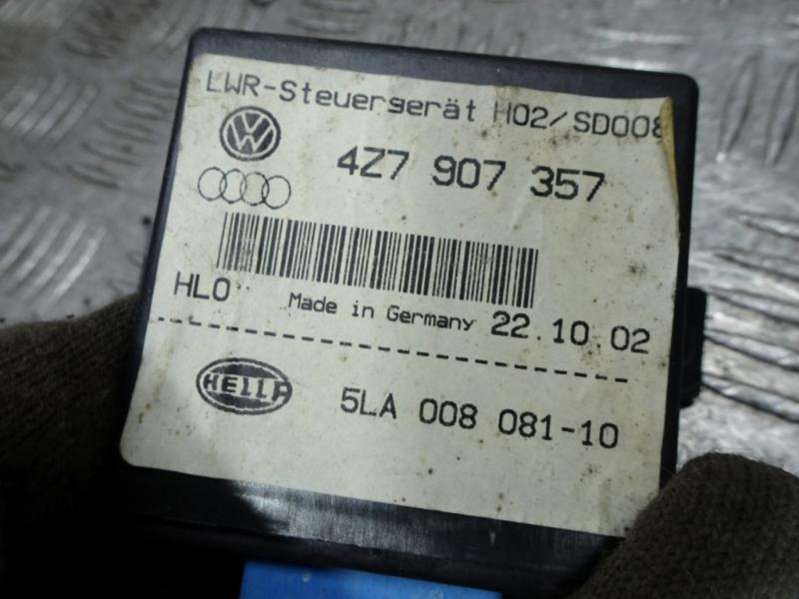 LWR-Steuergerät H02/SD008
VW
4Z7 907 357
HLO Made in Germany 22.10.02
HELLA
5LA 008 081-10